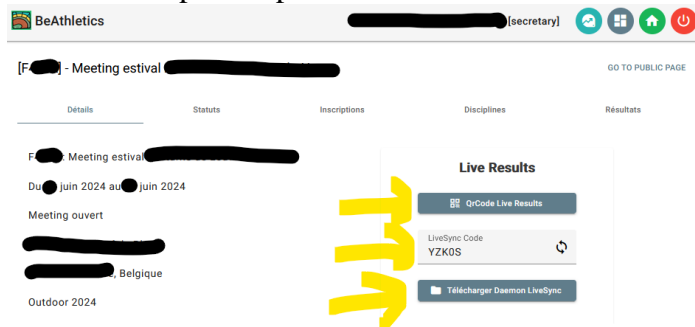 BeAthletics
[secretary]
[F - Meeting estival
GO TO PUBLIC PAGE
Détails Statuts Inscriptions Disciplines Résultats
F : Meeting estival
Live Results
Du juin 2024 au juin 2024
QrCode Live Results
Meeting ouvert
LiveSync Code
YZK0S
, Belgique
Télécharger Daemon LiveSync
Outdoor 2024